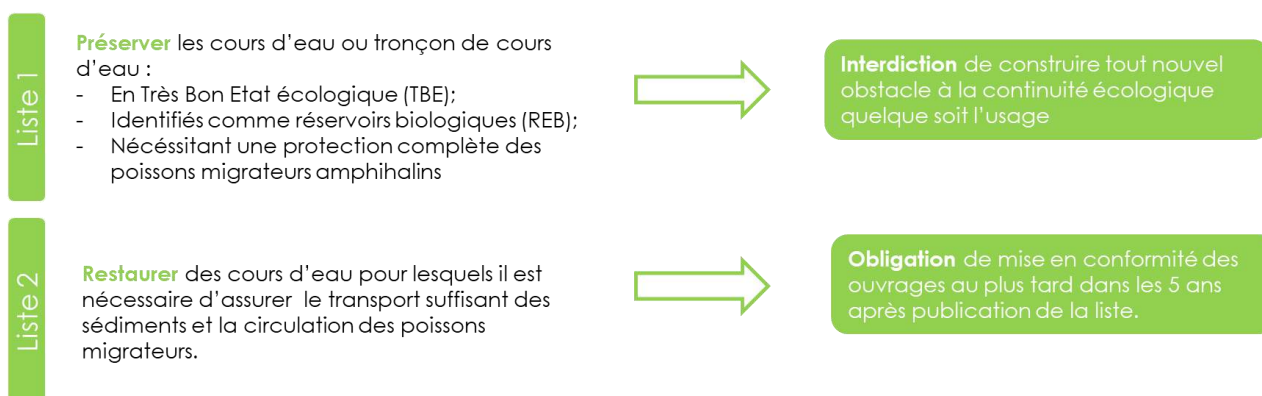 Liste 1
Préserver les cours d'eau ou tronçon de cours
d'eau :
- En Très Bon Etat écologique (TBE);
- Identifiés comme réservoirs biologiques (REB);
- Nécéssitant une protection complète des
poissons migrateurs amphihalins
Interdiction de construire tout nouvel
obstacle à la continuité écologique
quelque soit l'usage
Liste 2
Restaurer des cours d'eau pour lesquels il est
nécessaire d'assurer le transport suffisant des
sédiments et la circulation des poissons
migrateurs.
Obligation de mise en conformité des
ouvrages au plus tard dans les 5 ans
après publication de la liste.